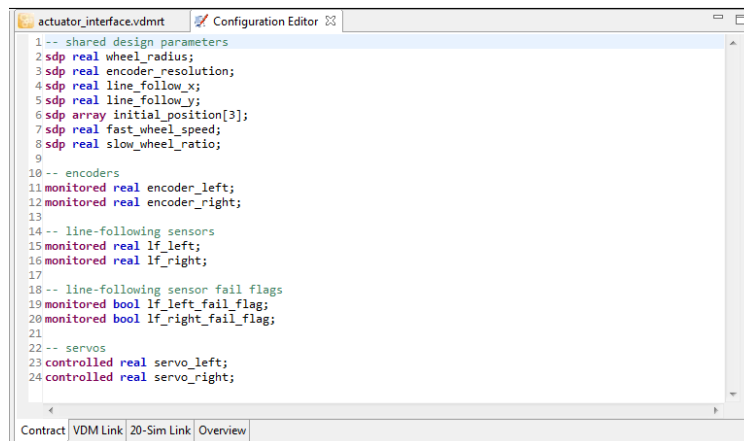 actuator_interface.vdmrt Configuration Editor
1 -- shared design parameters
2 sdp real wheel_radius;
3 sdp real encoder_resolution;
4 sdp real line_follow_x;
5 sdp real line_follow_y;
6 sdp array initial_position[3];
7 sdp real fast_wheel_speed;
8 sdp real slow_wheel_ratio;
9
10 -- encoders
11 monitored real encoder_left;
12 monitored real encoder_right;
13
14 -- line-following sensors
15 monitored real lf_left;
16 monitored real lf_right;
17
18 -- line-following sensor fail flags
19 monitored bool lf_left_fail_flag;
20 monitored bool lf_right_fail_flag;
21
22 -- servos
23 controlled real servo_left;
24 controlled real servo_right;
Contract VDM Link 20-Sim Link Overview